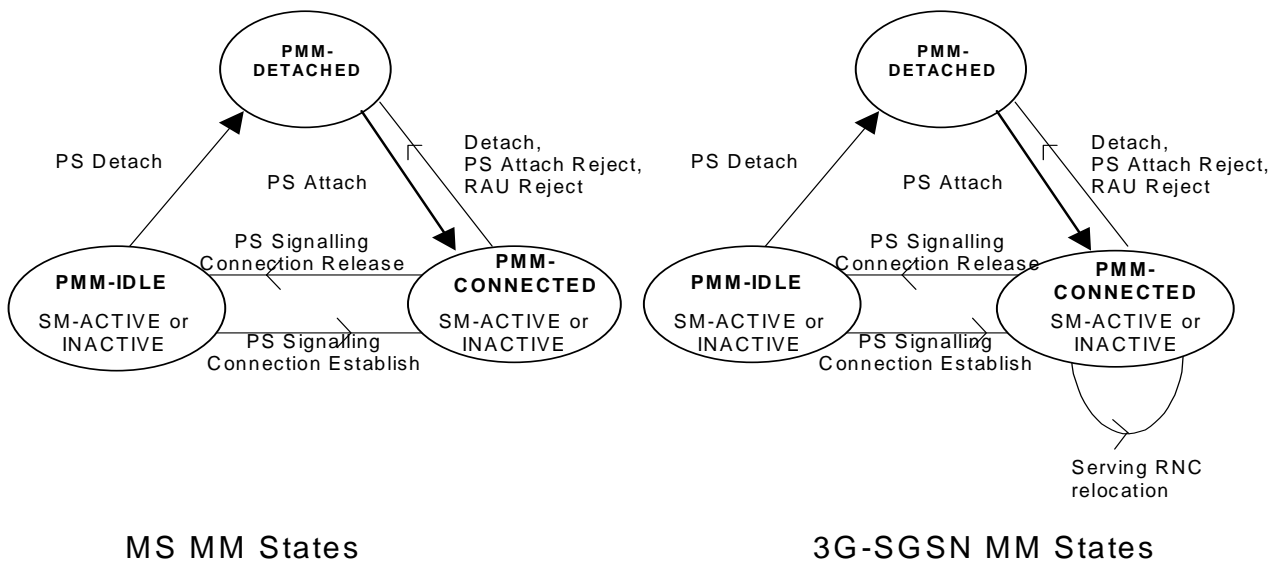 PMM-
DETACHED
PS Detach
PS Attach
Detach,
PS Attach Reject,
RAU Reject
PS Signalling
Connection Release
PMM-IDLE
SM-ACTIVE or
INACTIVE
PMM-
CONNECTED
SM-ACTIVE or
INACTIVE
PS Signalling
Connection Establish
MS MM States
PMM-
DETACHED
PS Detach
PS Attach
Detach,
PS Attach Reject,
RAU Reject
PS Signalling
Connection Release
PMM-IDLE
SM-ACTIVE or
INACTIVE
PMM-
CONNECTED
SM-ACTIVE or
INACTIVE
PS Signalling
Connection Establish
Serving RNC
relocation
3G-SGSN MM States